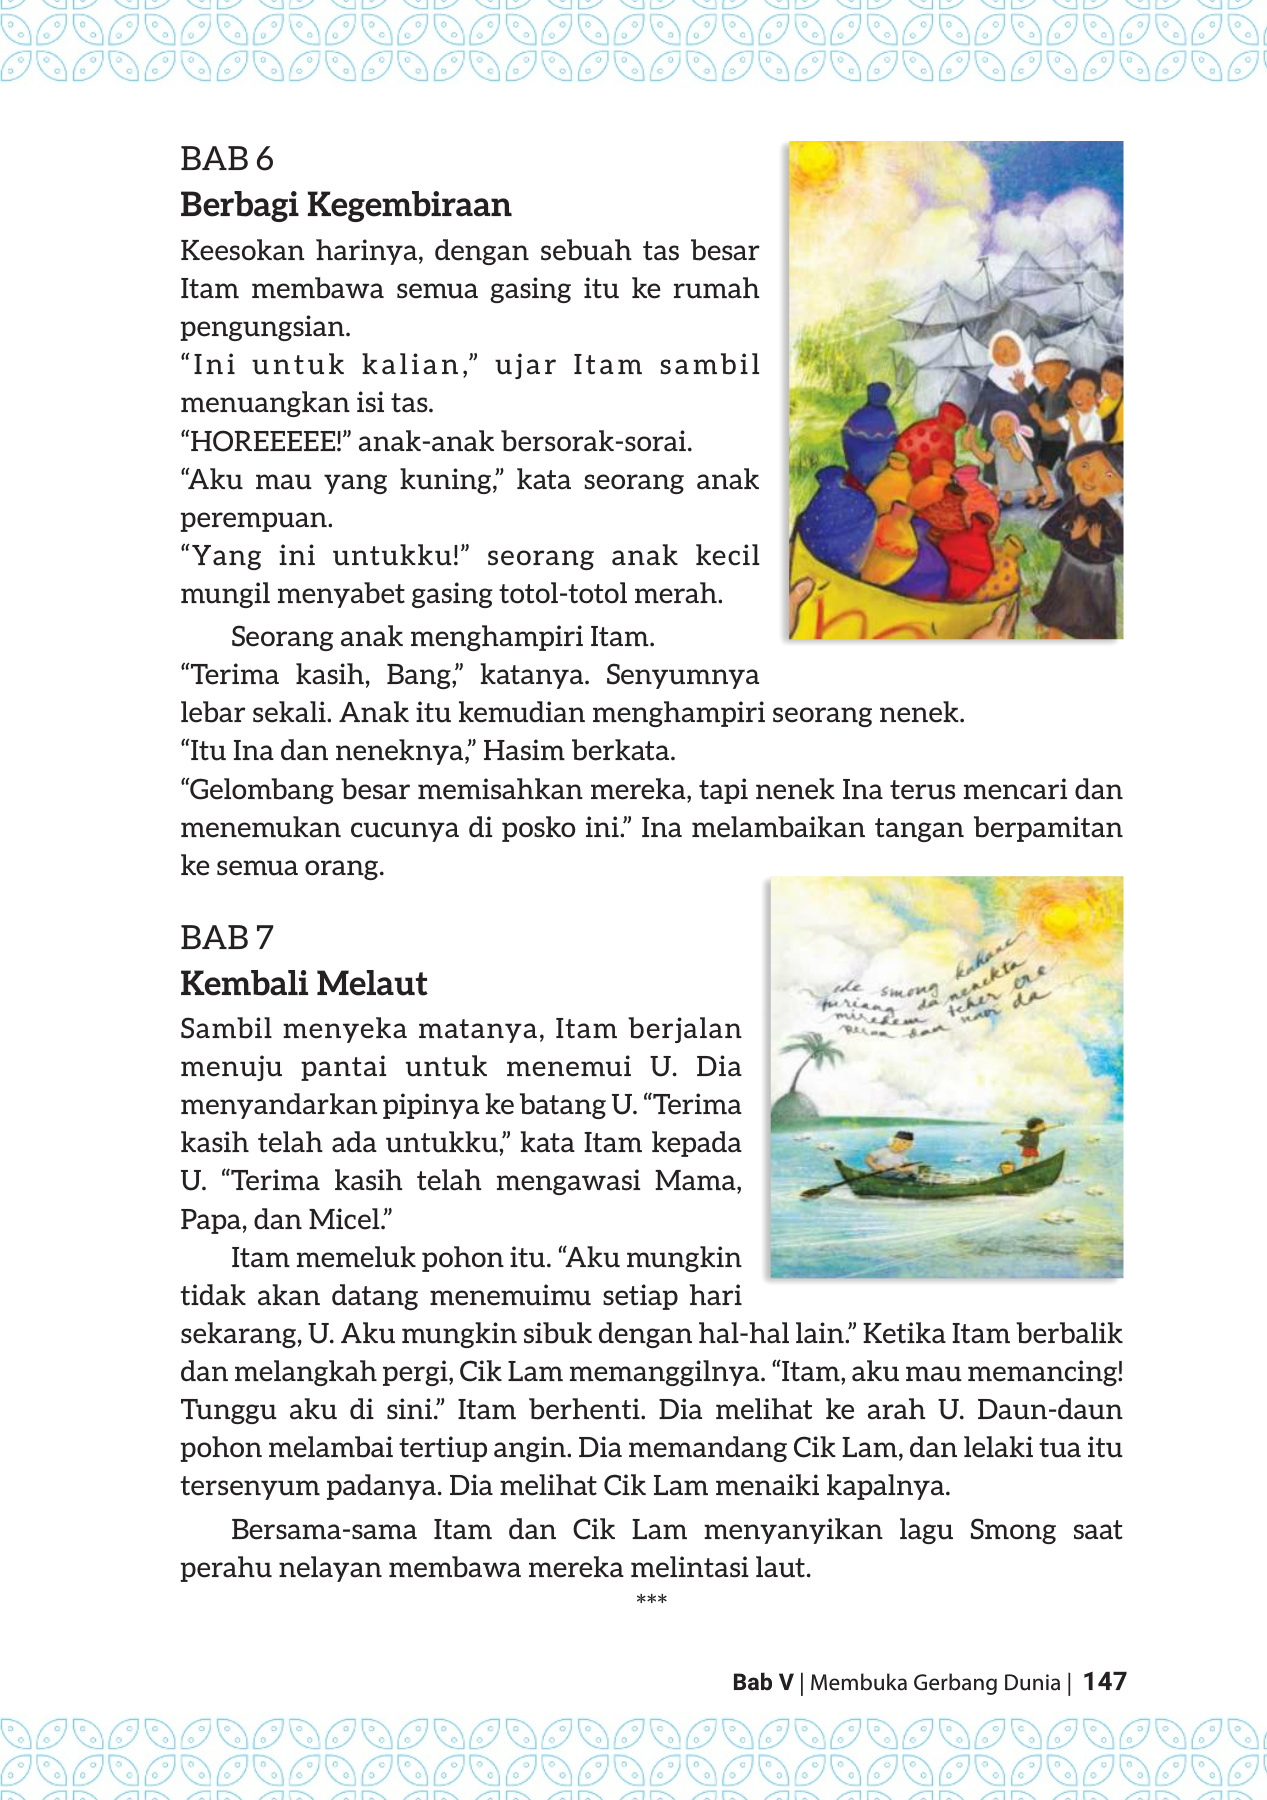 BAB 6
Berbagi Kegembiraan
Keesokan harinya, dengan sebuah tas besar
Itam membawa semua gasing itu ke rumah
pengungsian.
“Ini untuk kalian,” ujar Itam sambil
menuangkan isi tas.
“HOREEEEE!” anak-anak bersorak-sorai.
“Aku mau yang kuning,” kata seorang anak
perempuan.
“Yang ini untukku!” seorang anak kecil
mungil menyabet gasing totol-totol merah.
Seorang anak menghampiri Itam.
“Terima kasih, Bang,” katanya. Senyumnya
lebar sekali. Anak itu kemudian menghampiri seorang nenek.
“Itu Ina dan neneknya,” Hasim berkata.
“Gelombang besar memisahkan mereka, tapi nenek Ina terus mencari dan
menemukan cucunya di posko ini.” Ina melambaikan tangan berpamitan
ke semua orang.
BAB 7
Kembali Melaut
Sambil menyeka matanya, Itam berjalan
menuju pantai untuk menemui U. Dia
menyandarkan pipinya ke batang U. “Terima
kasih telah ada untukku,” kata Itam kepada
U. “Terima kasih telah mengawasi Mama,
Papa, dan Micel.”
Itam memeluk pohon itu. “Aku mungkin
tidak akan datang menemuimu setiap hari
sekarang, U. Aku mungkin sibuk dengan hal-hal lain.” Ketika Itam berbalik
dan melangkah pergi, Cik Lam memanggilnya. “Itam, aku mau memancing!
Tunggu aku di sini.” Itam berhenti. Dia melihat ke arah U. Daun-daun
pohon melambai tertiup angin. Dia memandang Cik Lam, dan lelaki tua itu
tersenyum padanya. Dia melihat Cik Lam menaiki kapalnya.
Bersama-sama Itam dan Cik Lam menyanyikan lagu Smong saat
perahu nelayan membawa mereka melintasi laut.
***
smong
Bab V | Membuka Gerbang Dunia | 147